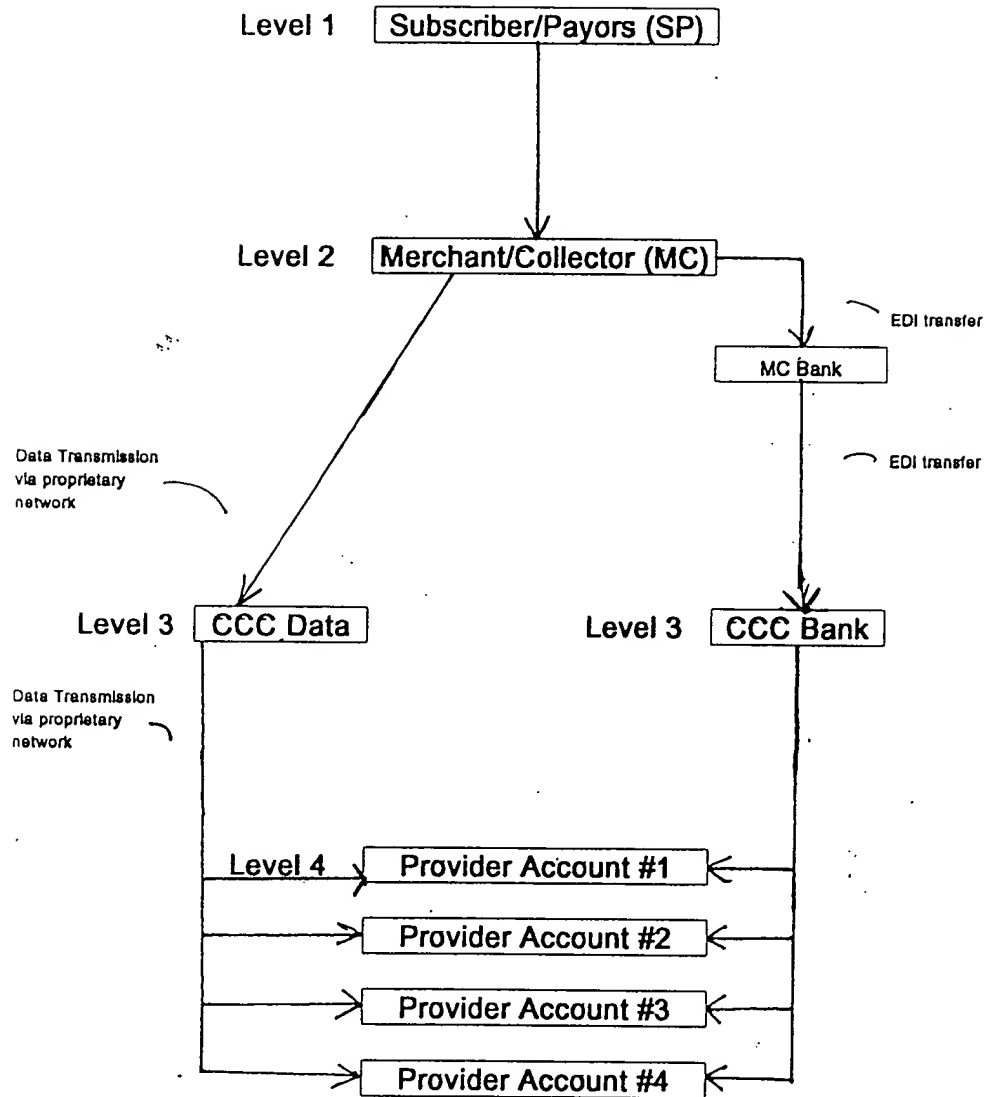 Level 1 Subscriber/Payors (SP)
Level 2 Merchant/Collector (MC)
EDI transfer
MC Bank
EDI transfer
Data Transmission
via proprietary
network
Level 3 CCC Data
Level 3 CCC Bank
Data Transmission
via proprietary
network
Level 4 Provider Account #1
Provider Account #2
Provider Account #3
Provider Account #4